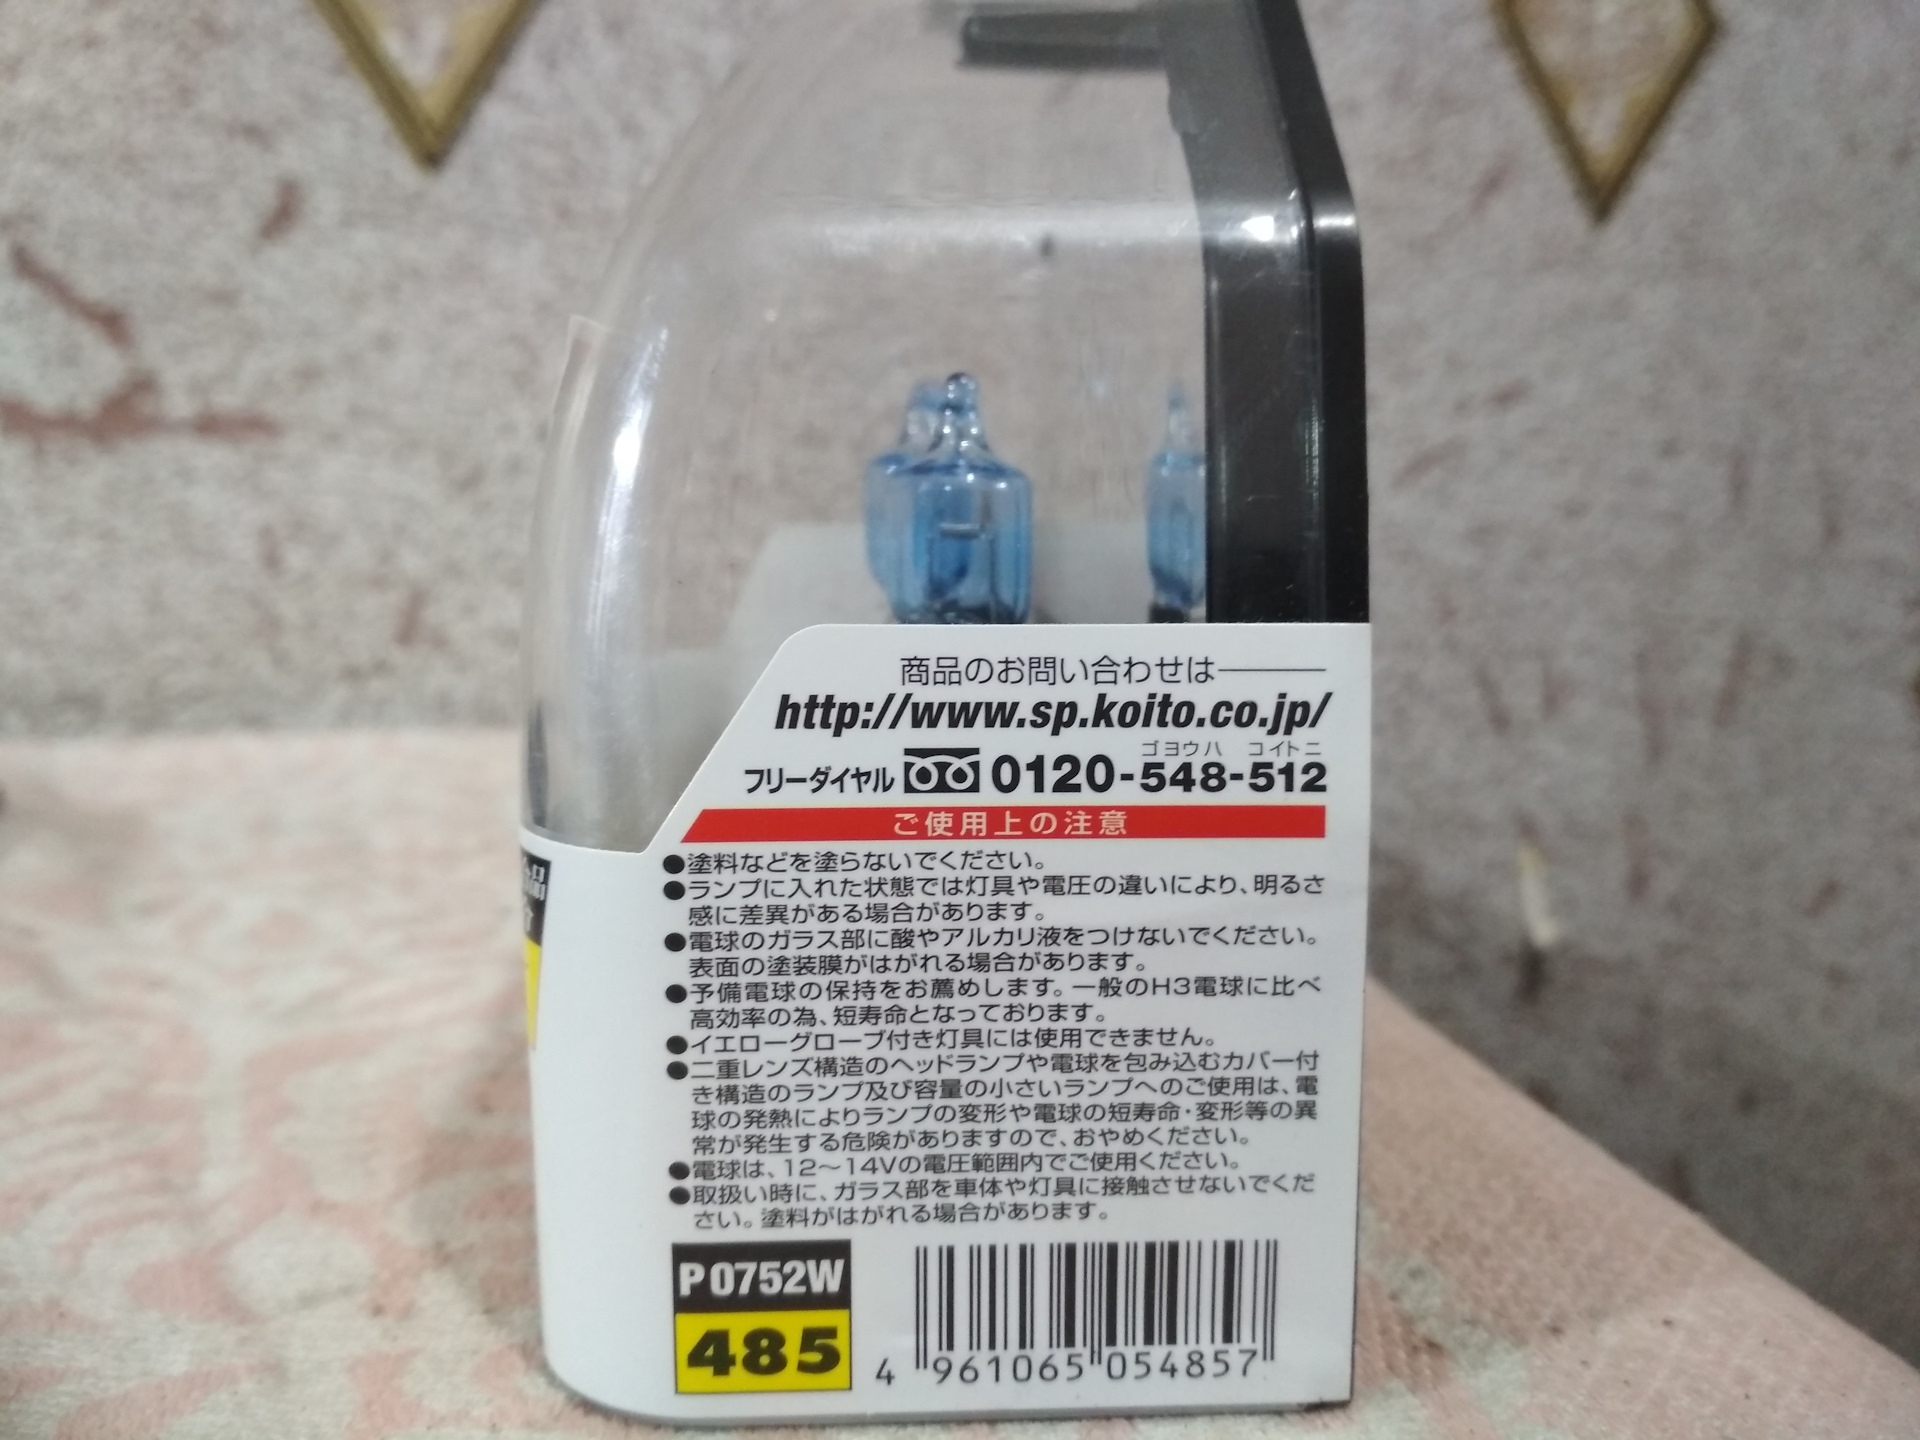 商品のお問い合わせは
http://www.sp.koito.co.jp/
ゴヨウハ コイトニ
フリーダイヤル 0120-548-512
ご使用上の注意
●塗料などを塗らないでください。
●ランプに入れた状態では灯具や電圧の違いにより、明るさ
感に差異がある場合があります。
●電球のガラス部に酸やアルカリ液をつけないでください。
表面の塗装膜がはがれる場合があります。
●予備電球の保持をお薦めします。一般のH3電球に比べ
高効率の為、短寿命となっております。
●イエローグローブ付き灯具には使用できません。
●二重レンズ構造のヘッドランプや電球を包み込むカバー付
き構造のランプ及び容量の小さいランプへのご使用は、電
球の発熱によりランプの変形や電球の短寿命・変形等の異
常が発生する危険がありますので、おやめください。
●電球は、12～14Vの電圧範囲内でご使用ください。
●取扱い時に、ガラス部を車体や灯具に接触させないでくだ
さい。塗料がはがれる場合があります。
P0752W
485
4 961065 054857